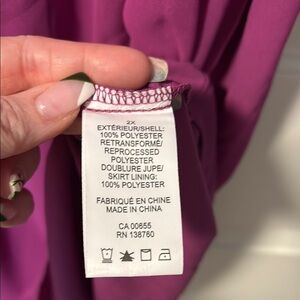 2X
EXTÉRIEUR/SHELL:
100% POLYESTER
RETRANSFORMÉ/
REPROCESSED
POLYESTER
DOUBLURE JUPE/
SKIRT LINING:
100% POLYESTER
FABRIQUÉ EN CHINE
MADE IN CHINA
CA 00655
RN 138760